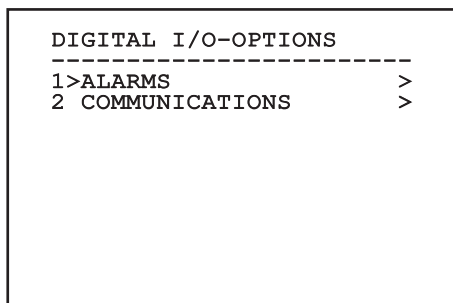 DIGITAL I/O-OPTIONS
------------------------
1>ALARMS >
2 COMMUNICATIONS >